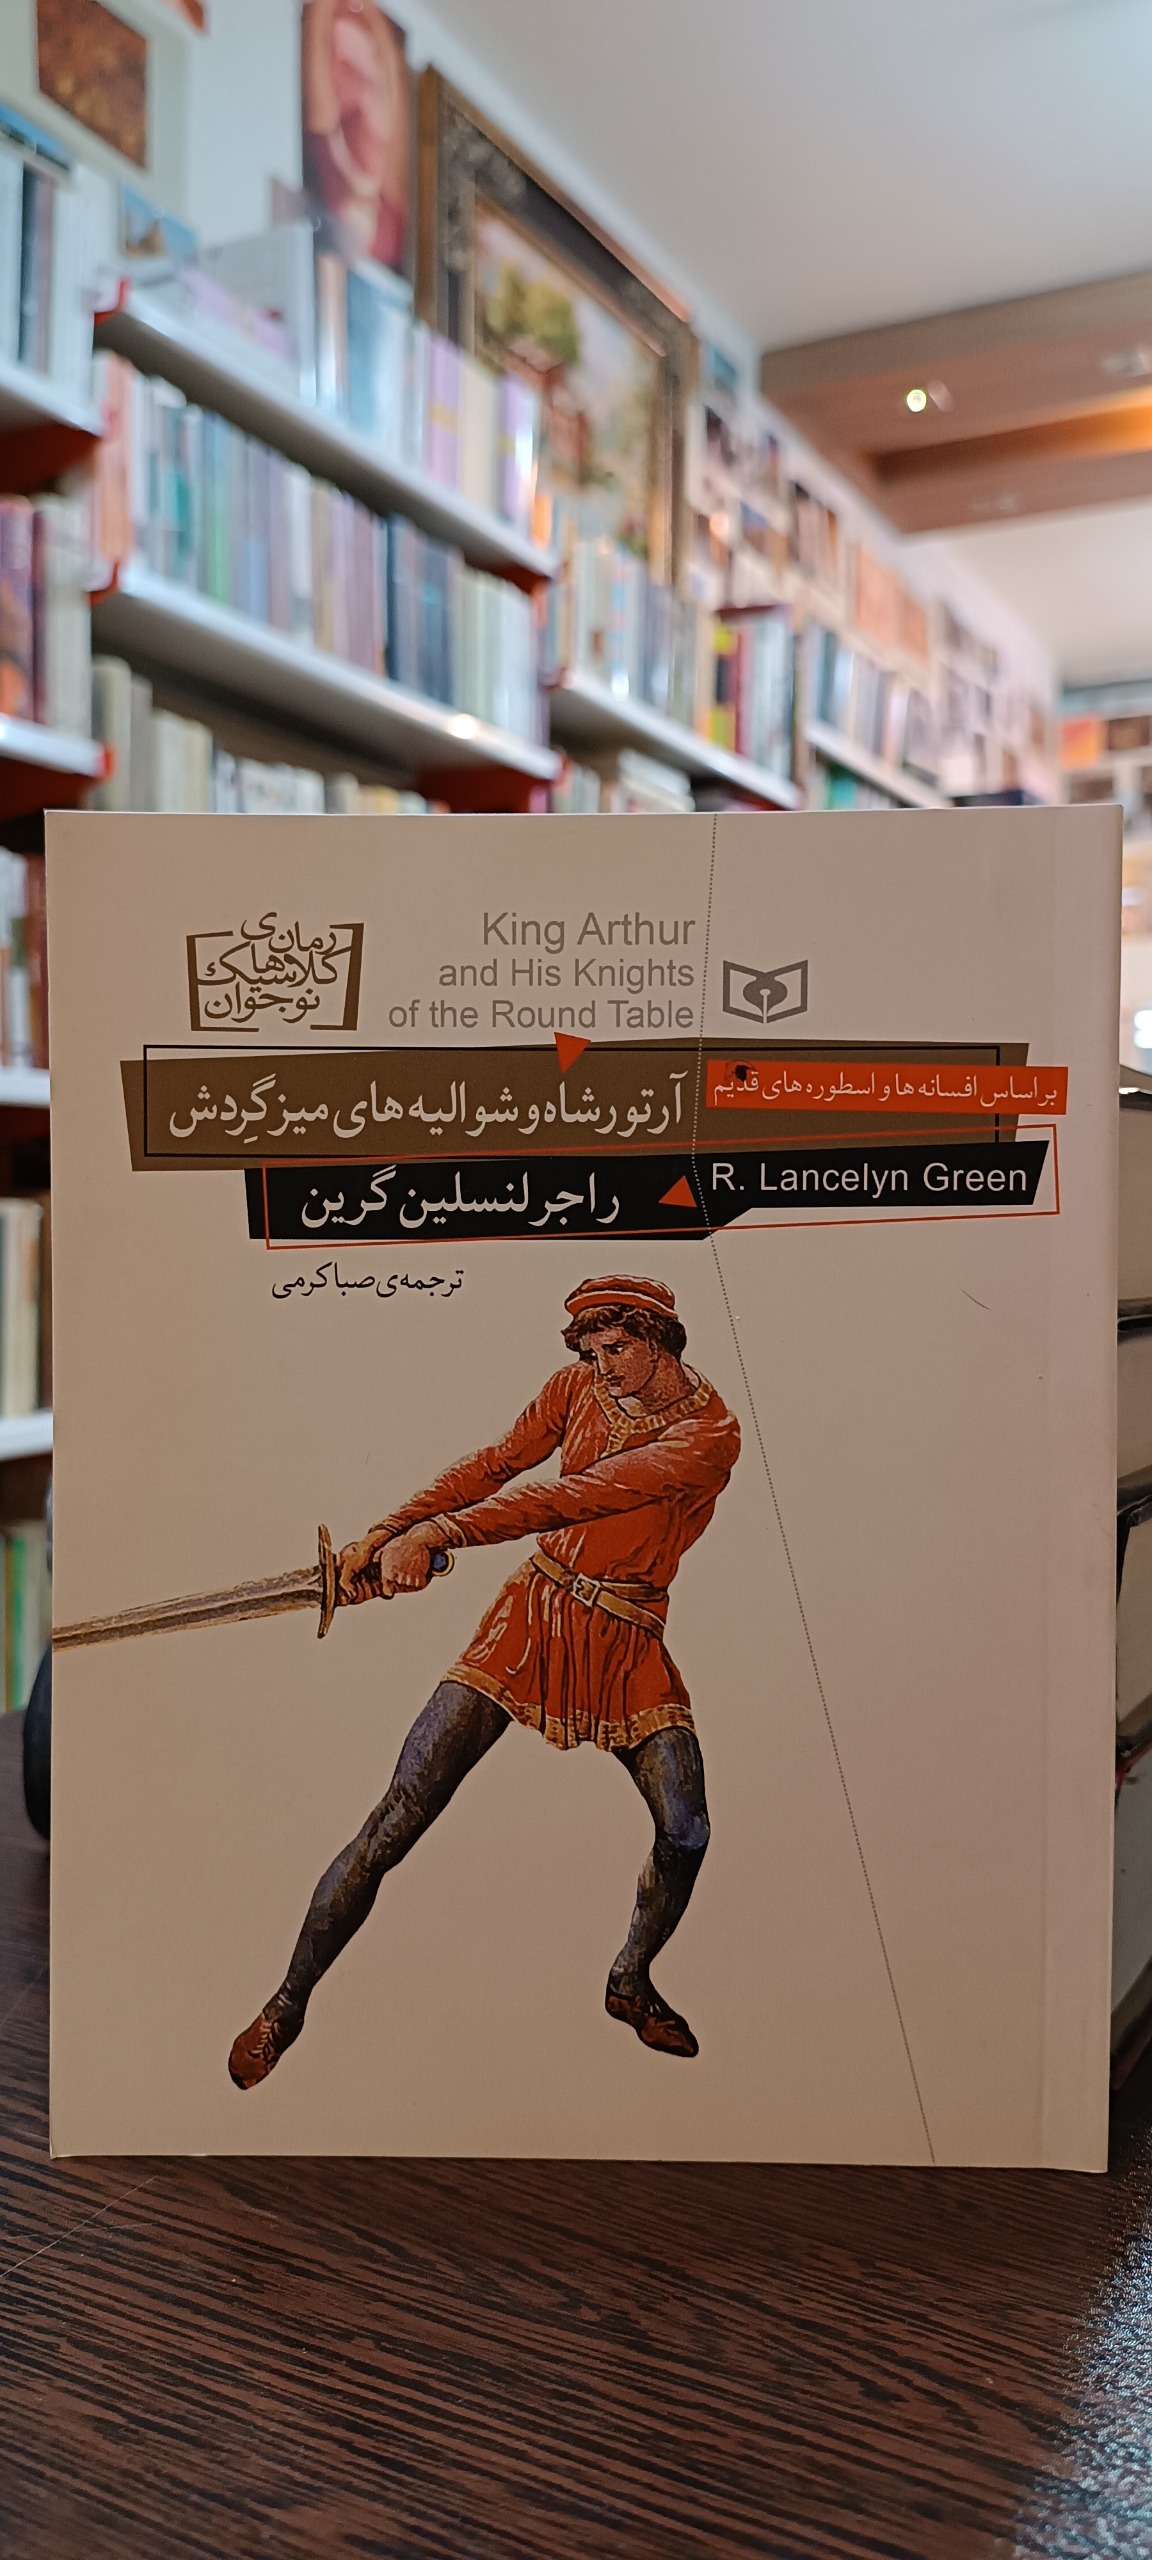 رمان‌های
کلاسیک
نوجوان
King Arthur
and His Knights
of the Round Table
بر اساس افسانه‌ها و اسطوره‌های قدیم
آرتورشاه و شوالیه‌های میز گِردش
R. Lancelyn Green
راجر لنسلین گرین
ترجمه‌ی صبا کرمی